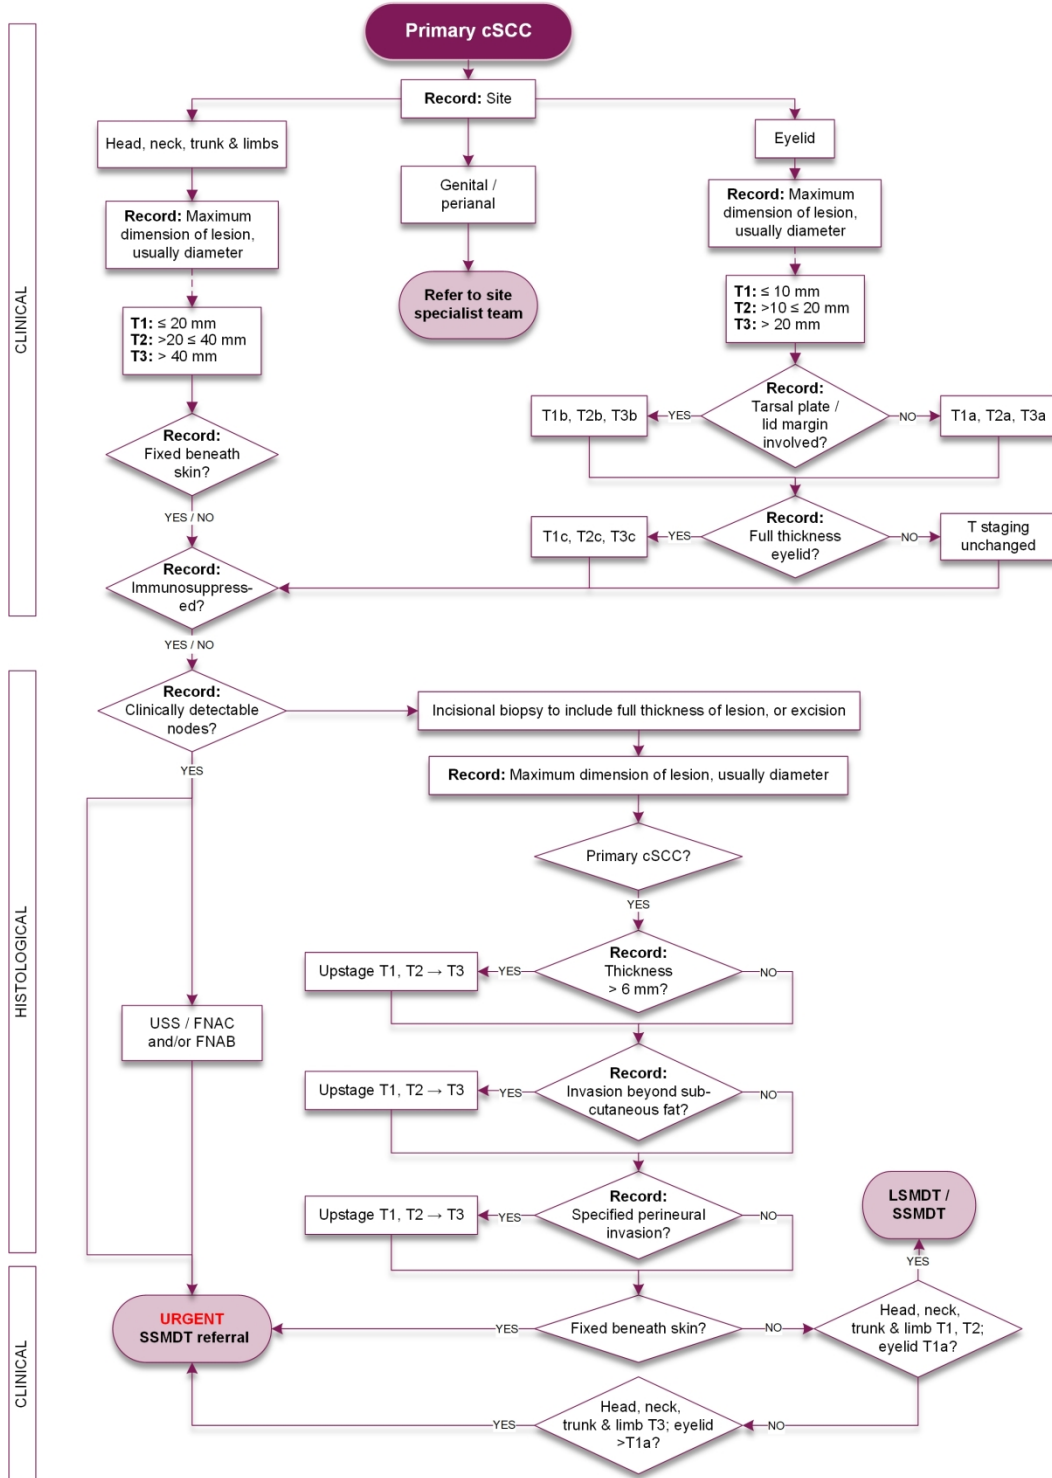 Primary cSCC
Record: Site
Head, neck, trunk & limbs
Genital /
perianal
Eyelid
Record: Maximum
dimension of lesion,
usually diameter
Record: Maximum
dimension of lesion,
usually diameter
Refer to site
specialist team
T1: ≤ 20 mm
T2: >20 ≤ 40 mm
T3: > 40 mm
T1: ≤ 10 mm
T2: >10 ≤ 20 mm
T3: > 20 mm
CLINICAL
Record:
Fixed beneath
skin?
YES / NO
Record:
Tarsal plate /
lid margin
involved?
YES
T1b, T2b, T3b
NO
T1a, T2a, T3a
Record:
Full thickness
eyelid?
YES
T1c, T2c, T3c
NO
T staging
unchanged
Record:
Immunosuppress-
ed?
YES / NO
HISTOLOGICAL
Record:
Clinically detectable
nodes?
YES
Incisional biopsy to include full thickness of lesion, or excision
Record: Maximum dimension of lesion, usually diameter
Primary cSCC?
YES
Record:
Thickness
> 6 mm?
YES
Upstage T1, T2 → T3
NO
USS / FNAC
and/or FNAB
Record:
Invasion beyond sub-
cutaneous fat?
YES
Upstage T1, T2 → T3
NO
Record:
Specified perineural
invasion?
YES
Upstage T1, T2 → T3
NO
LSMDT /
SSMDT
YES
CLINICAL
URGENT
SSMDT referral
YES
Fixed beneath skin?
NO
Head, neck,
trunk & limb T1, T2;
eyelid T1a?
YES
Head, neck,
trunk & limb T3; eyelid
>T1a?
NO